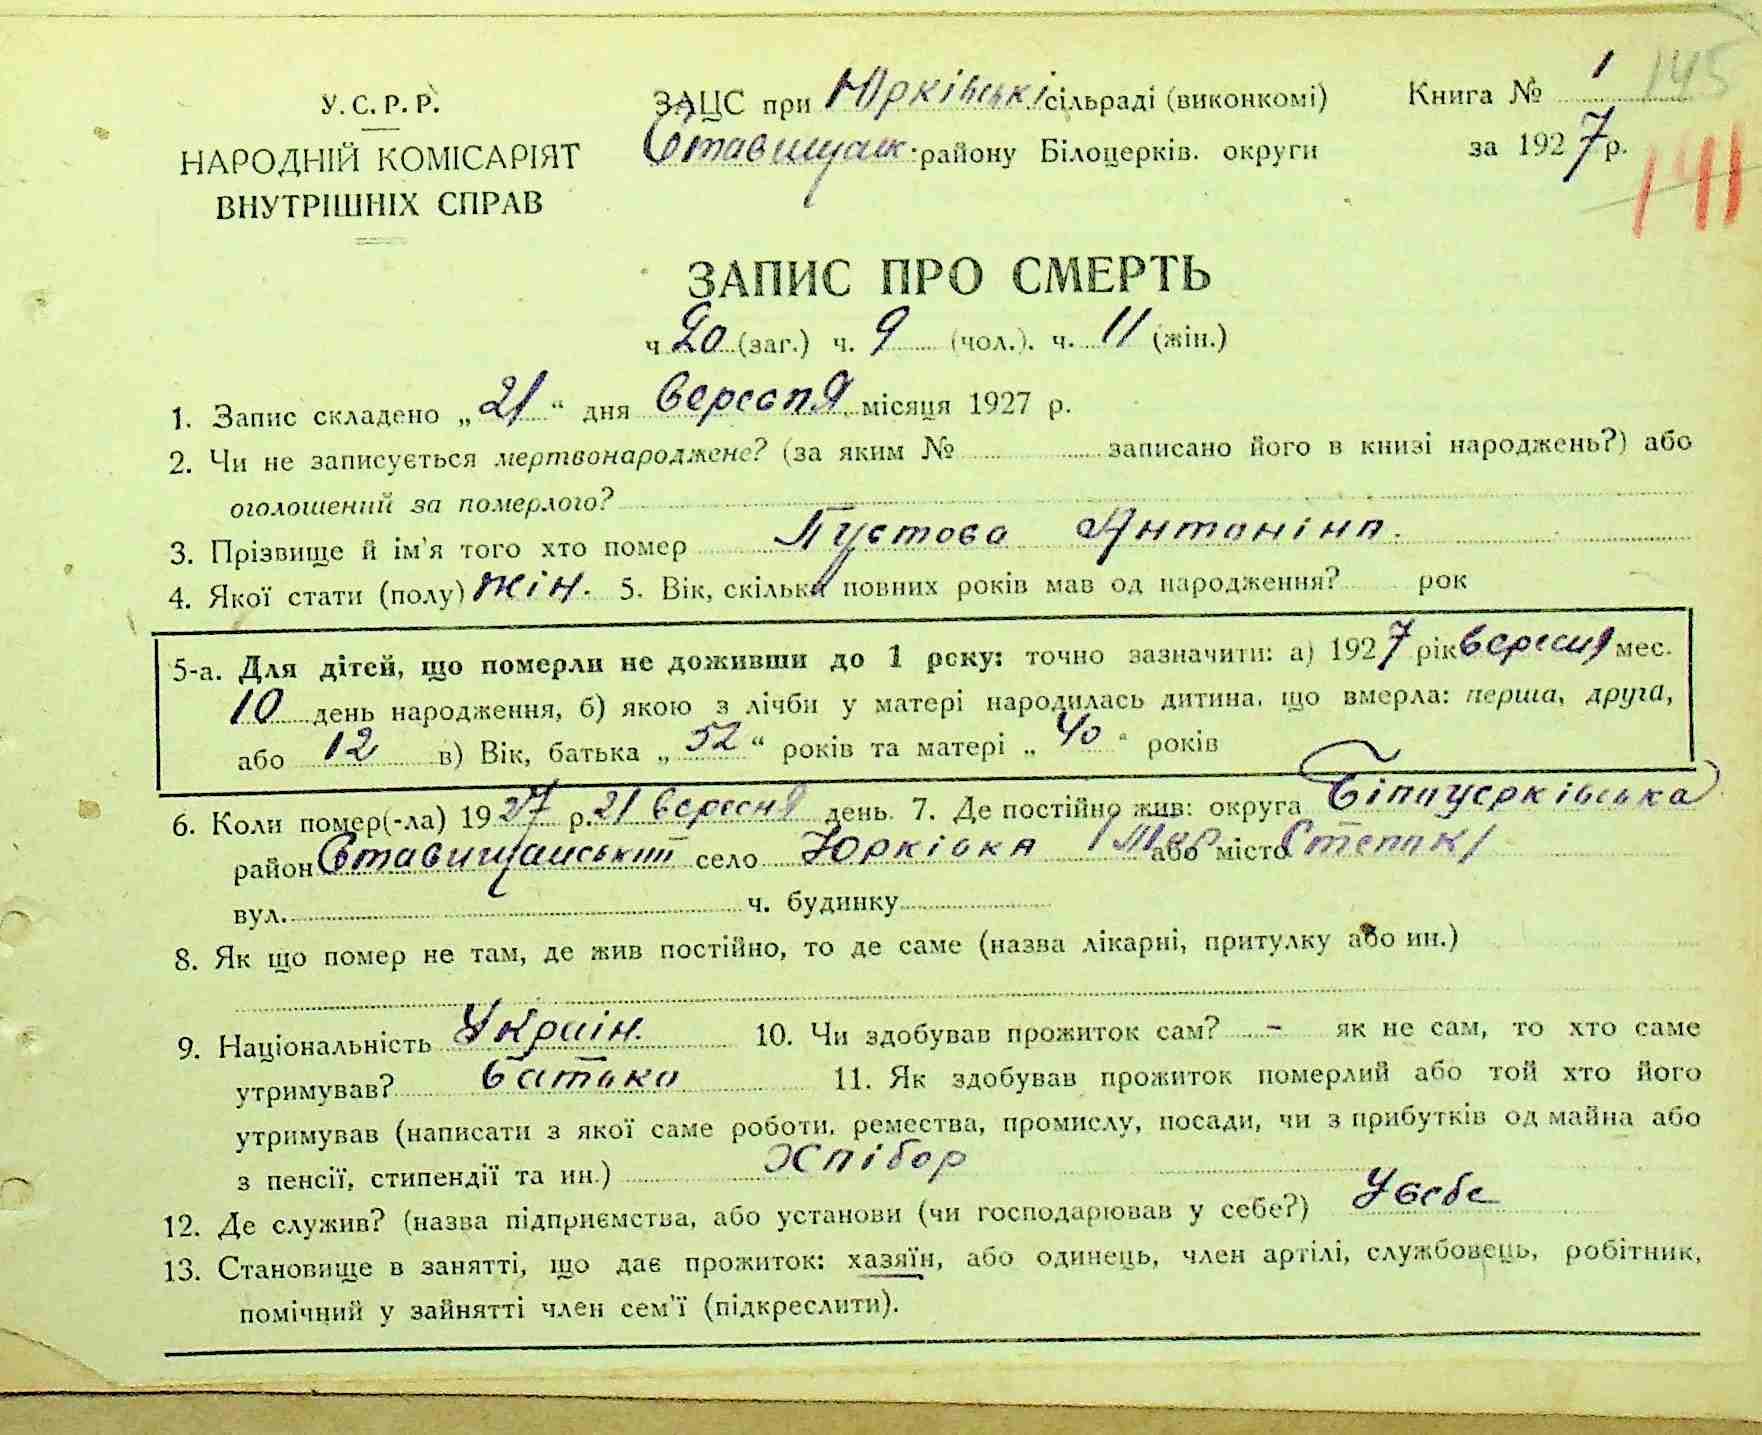 У.С.Р.Р.
НАРОДНІЙ КОМІСАРІЯТ
ВНУТРІШНІХ СПРАВ
ЗАЦС при Юрківські сільраді (виконкомі)
Ставищан. району Білоцерків. округи
Книга № 1 145
за 1927 р.
141
ЗАПИС ПРО СМЕРТЬ
ч 20 (заг.) ч. 9 (чол.). ч. 11 (жін.)
1. Запис складено „21“ дня вересня місяця 1927 р.
2. Чи не записується мертвонароджене? (за яким № записано його в книзі народжень?) або
оголошений за померлого?
3. Прізвище й ім'я того хто помер Пустова Антоніна.
4. Якої стати (полу) жін. 5. Вік, скільки повних років мав од народження? рок
5-а. Для дітей, що померли не доживши до 1 року: точно зазначити: а) 1927 рік вересня мес.
10 день народження, б) якою з лічби у матері народилась дитина, що вмерла: перша, друга,
або 12 в) Вік, батька „52“ років та матері „40“ років
6. Коли помер(-ла) 1927 р. 21 вересня день. 7. Де постійно жив: округа Білоцерківська
район Ставищанський село Юрківка або місто
вул. ч. будинку
8. Як що помер не там, де жив постійно, то де саме (назва лікарні, притулку або ин.)
9. Національність Украін. 10. Чи здобував прожиток сам? - як не сам, то хто саме
утримував? батько 11. Як здобував прожиток померлий або той хто його
утримував (написати з якої саме роботи, ремества, промислу, посади, чи з прибутків од майна або
з пенсії, стипендії та ин.) Хлібор
12. Де служив? (назва підприємства, або установи (чи господарював у себе?) У себе
13. Становище в занятті, що дає прожиток: хазяїн, або одинець, член артілі, службовець, робітник,
помічний у зайнятті член сем'ї (підкреслити).